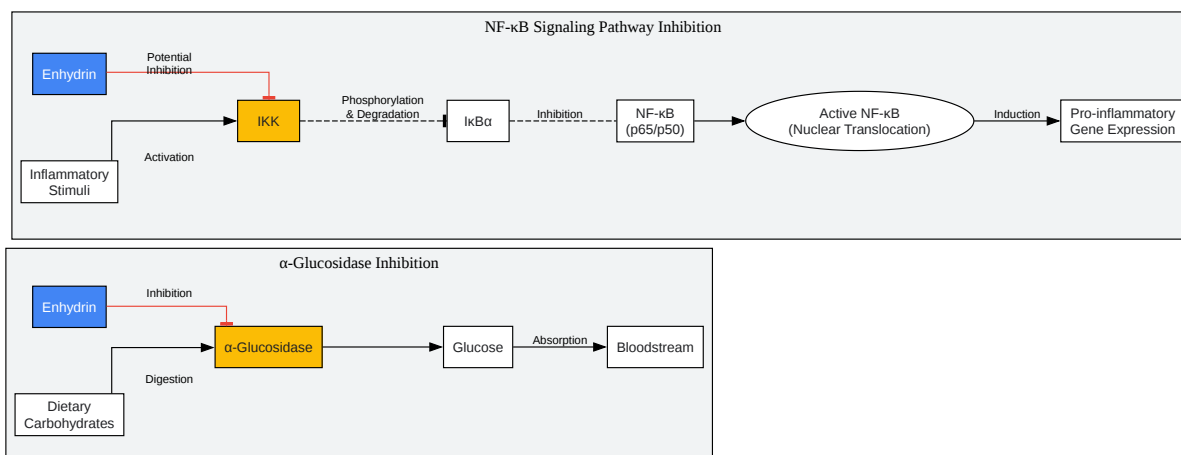 NF-κB Signaling Pathway Inhibition
Enhydrin
Potential
Inhibition
IKK
Phosphorylation
& Degradation
IκBα
Inhibition
NF-κB
(p65/p50)
Active NF-κB
(Nuclear Translocation)
Induction
Pro-inflammatory
Gene Expression
Activation
Inflammatory
Stimuli
α-Glucosidase Inhibition
Enhydrin
Inhibition
α-Glucosidase
Glucose
Absorption
Bloodstream
Digestion
Dietary
Carbohydrates